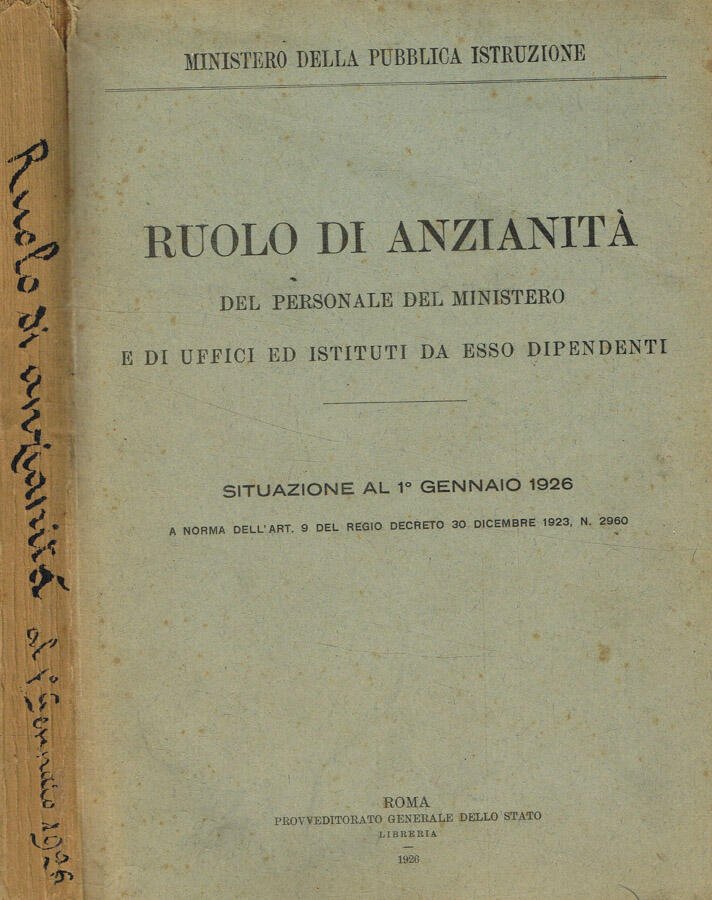 MINISTERO DELLA PUBBLICA ISTRUZIONE
RUOLO DI ANZIANITÀ
DEL PERSONALE DEL MINISTERO
E DI UFFICI ED ISTITUTI DA ESSO DIPENDENTI
SITUAZIONE AL 1° GENNAIO 1926
A NORMA DELL'ART. 9 DEL REGIO DECRETO 30 DICEMBRE 1923, N. 2960
ROMA
PROVVEDITORATO GENERALE DELLO STATO
LIBRERIA
1926
Ruolo di anzianità al 1° Gennaio 1926